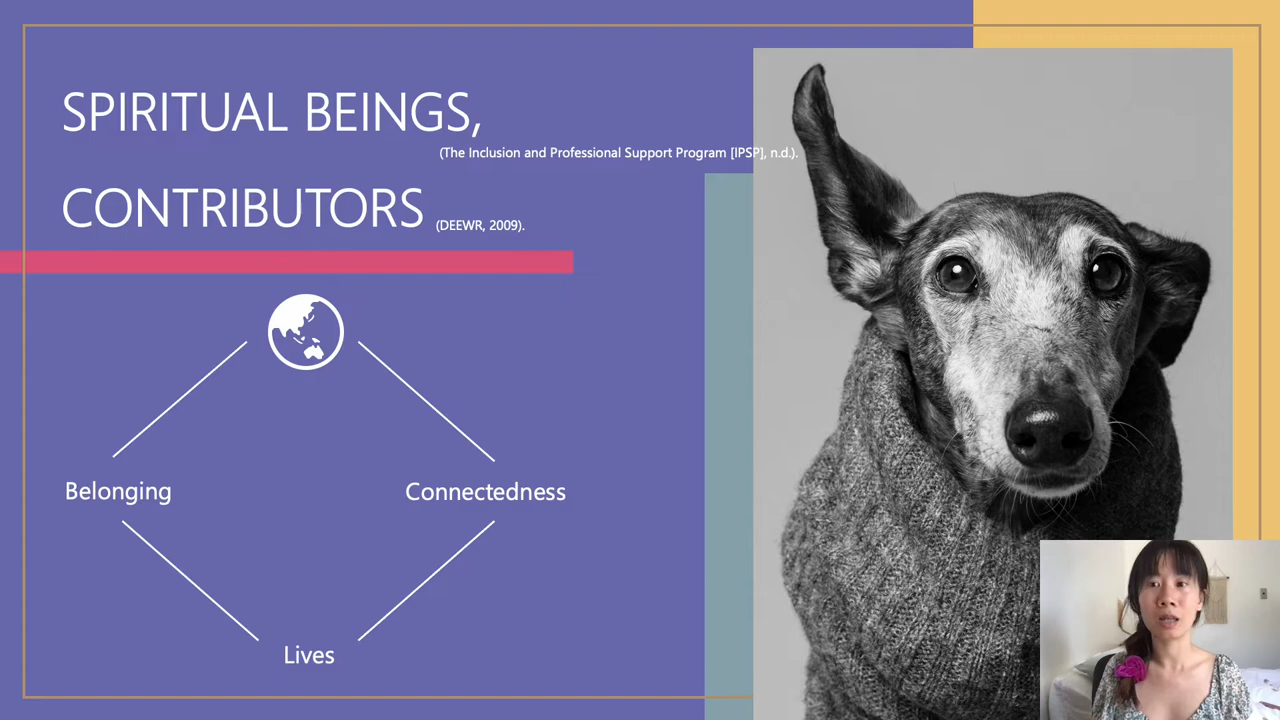 SPIRITUAL BEINGS,
(The Inclusion and Professional Support Program [IPSP], n.d.).
CONTRIBUTORS (DEEWR, 2009).
Belonging
Connectedness
Lives